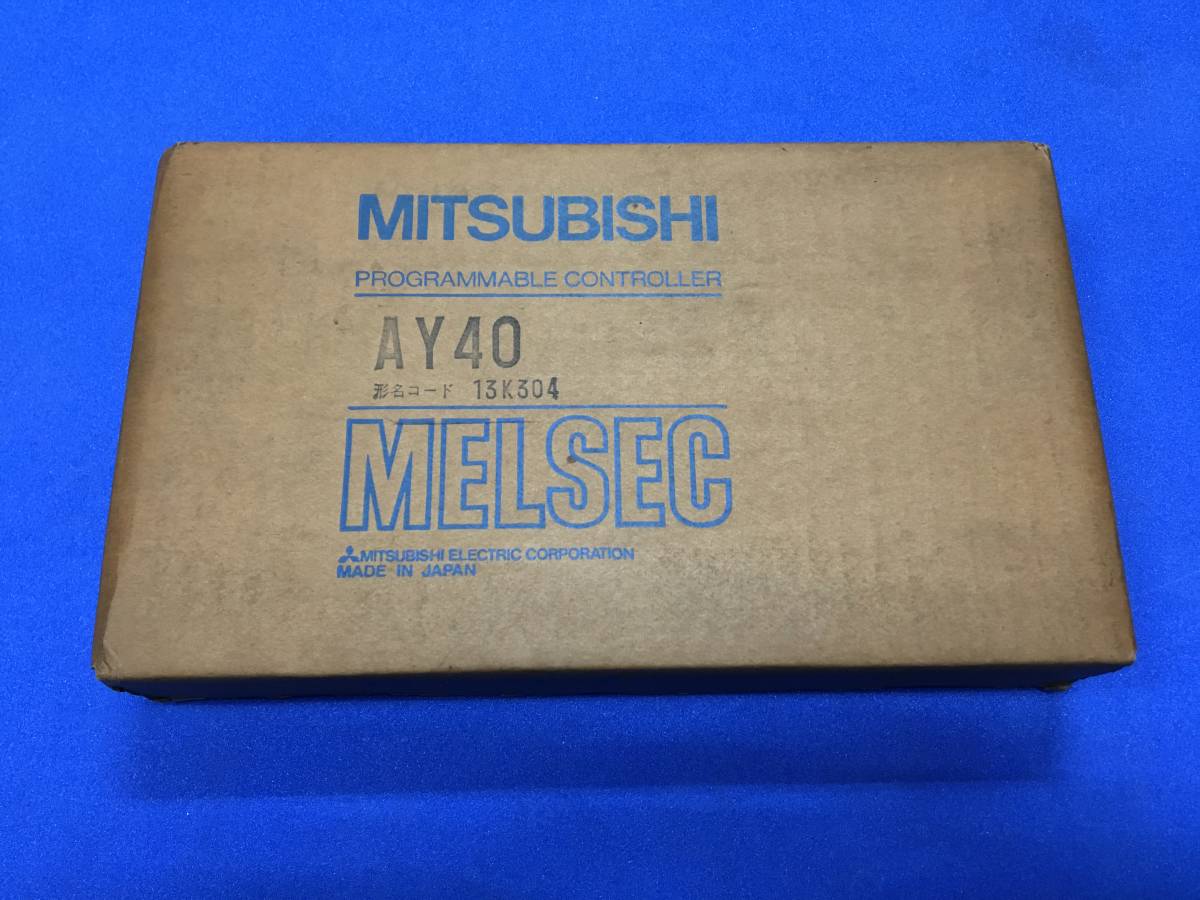 MITSUBISHI
PROGRAMMABLE CONTROLLER
AY40
形名コード 13K304
MELSEC
MITSUBISHI ELECTRIC CORPORATION
MADE IN JAPAN